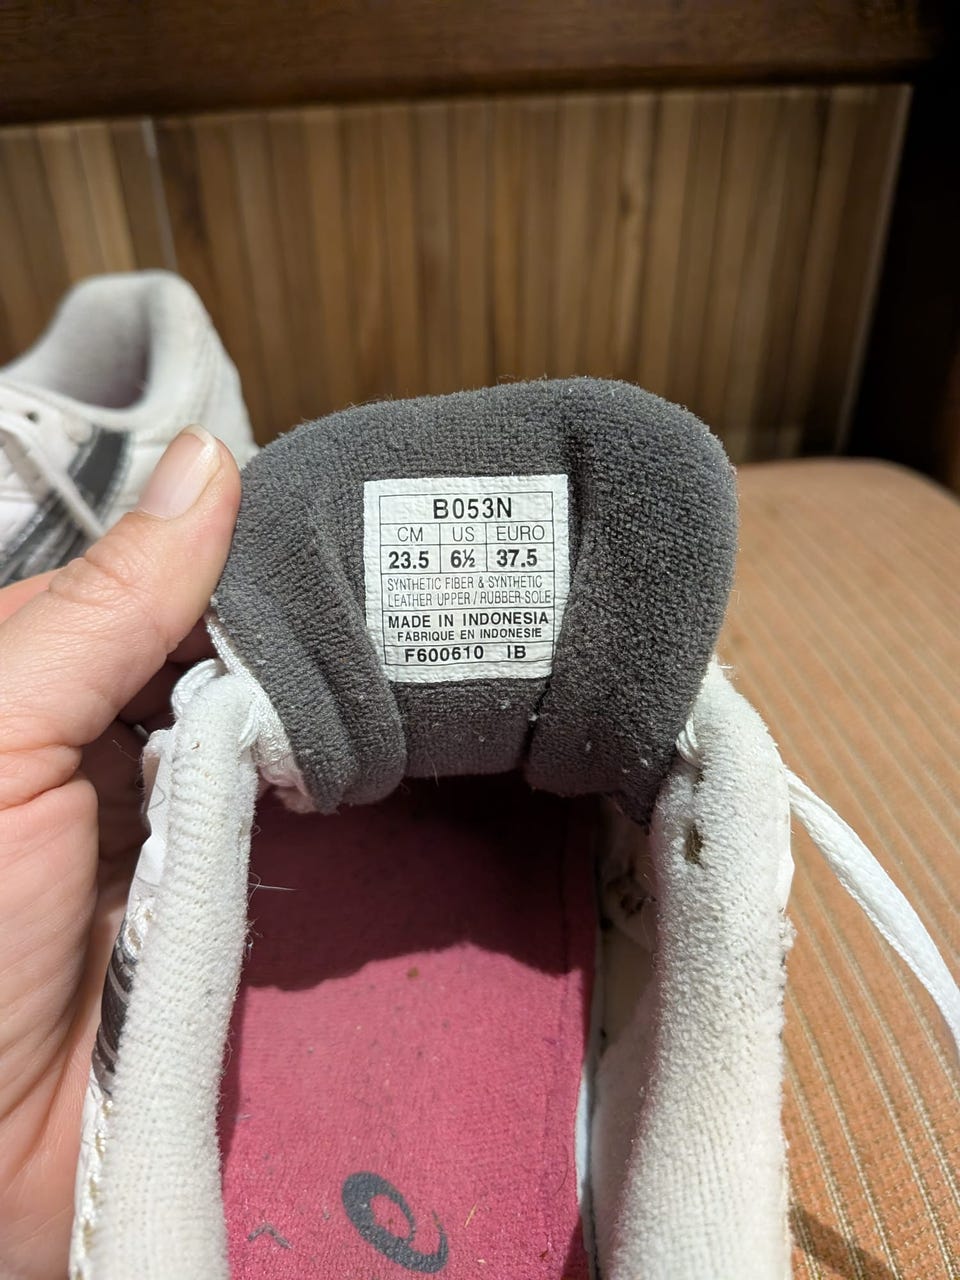 B053N
CM US EURO
23.5 6½ 37.5
SYNTHETIC FIBER & SYNTHETIC
LEATHER UPPER / RUBBER SOLE
MADE IN INDONESIA
FABRIQUE EN INDONESIE
F600610 IB